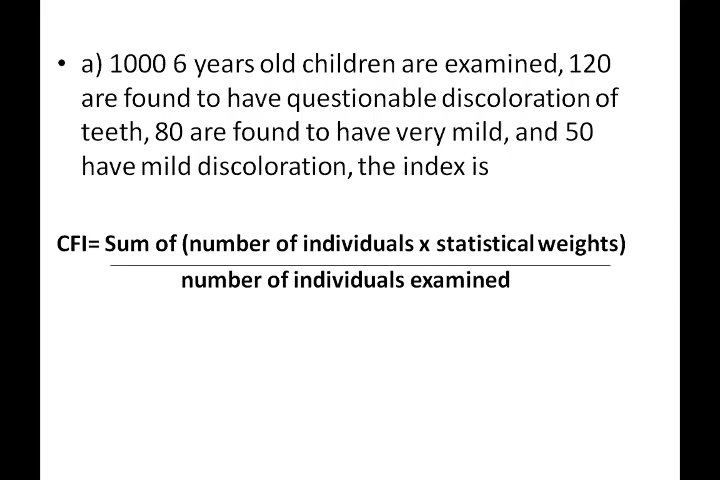 • a) 1000 6 years old children are examined, 120
are found to have questionable discoloration of
teeth, 80 are found to have very mild, and 50
have mild discoloration, the index is
CFI= Sum of (number of individuals x statistical weights)
number of individuals examined